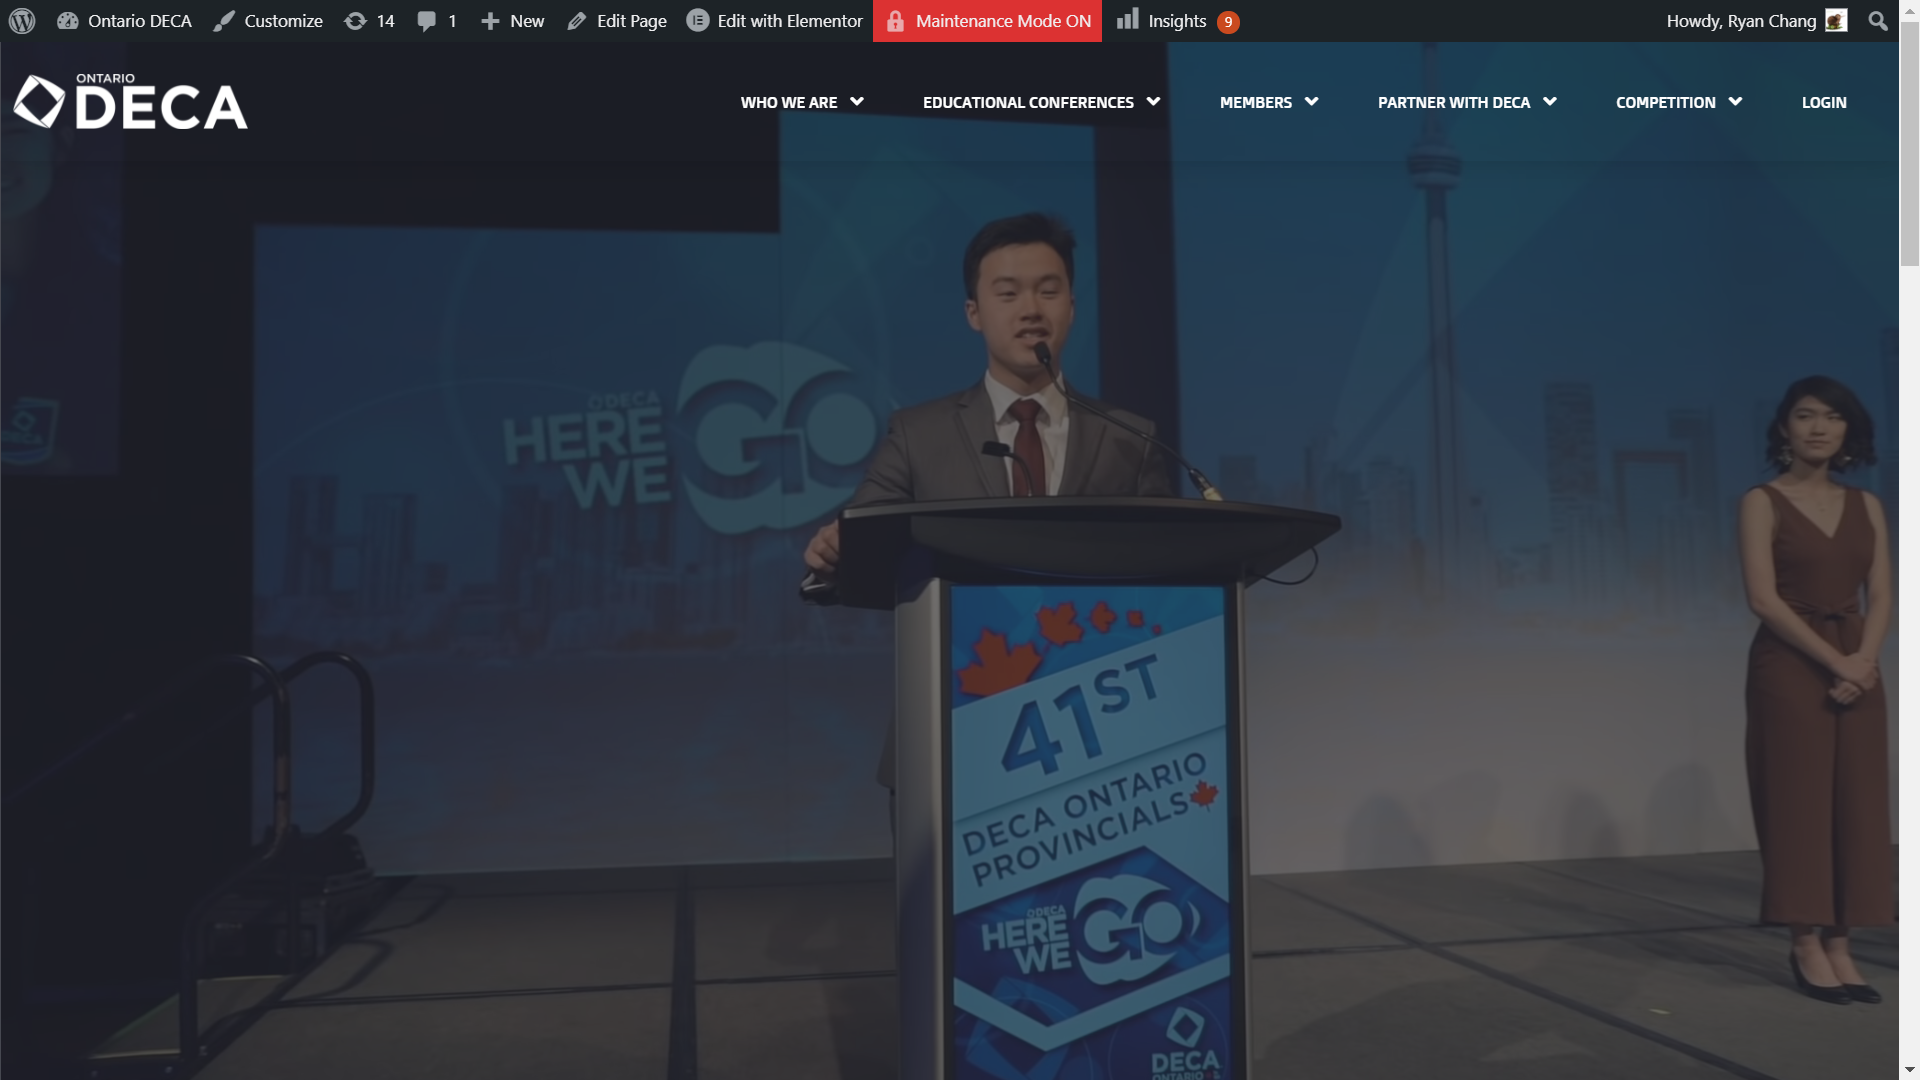 Ontario DECA
Customize
14
1
New
Edit Page
Edit with Elementor
Maintenance Mode ON
Insights
9
Howdy, Ryan Chang
ONTARIO
DECA
WHO WE ARE
EDUCATIONAL CONFERENCES
MEMBERS
PARTNER WITH DECA
COMPETITION
LOGIN
DECA
HERE
WE
GO
41ST
DECA ONTARIO
PROVINCIALS
DECA
HERE
WE
GO
DECA
ONTARIO